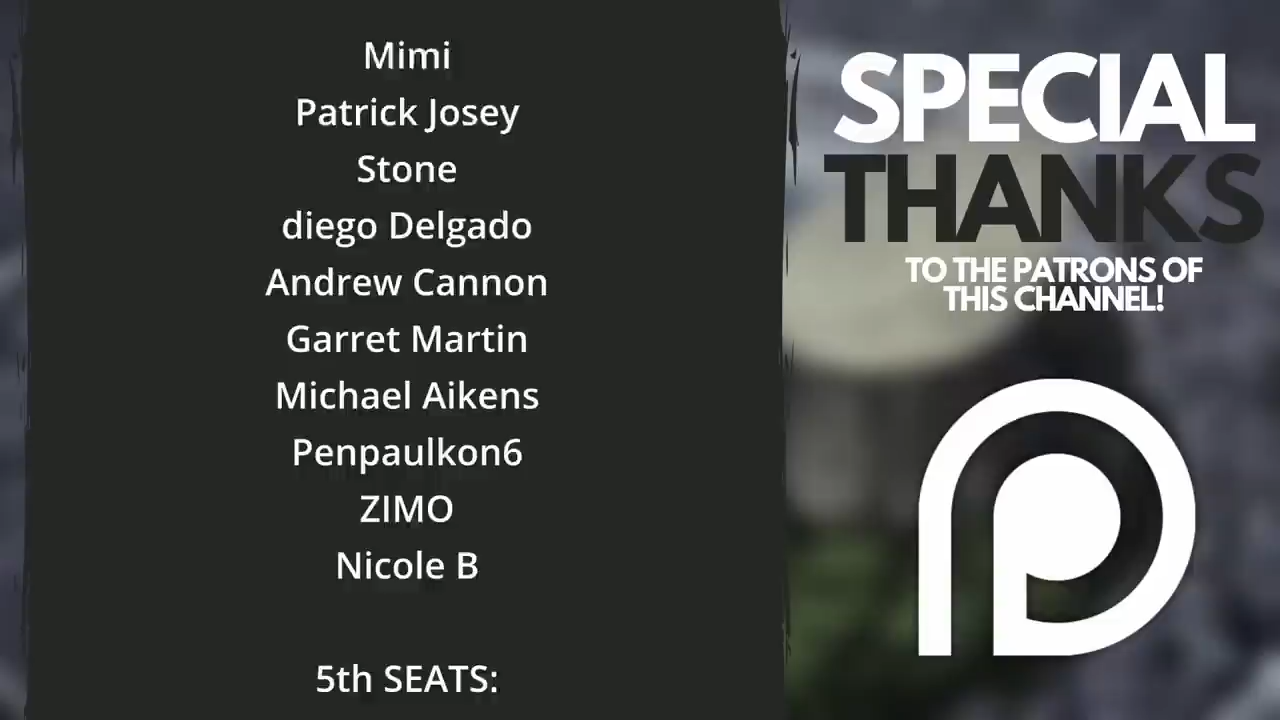 Mimi
Patrick Josey
Stone
diego Delgado
Andrew Cannon
Garret Martin
Michael Aikens
Penpaulkon6
ZIMO
Nicole B
5th SEATS:
SPECIAL
THANKS
TO THE PATRONS OF
THIS CHANNEL!